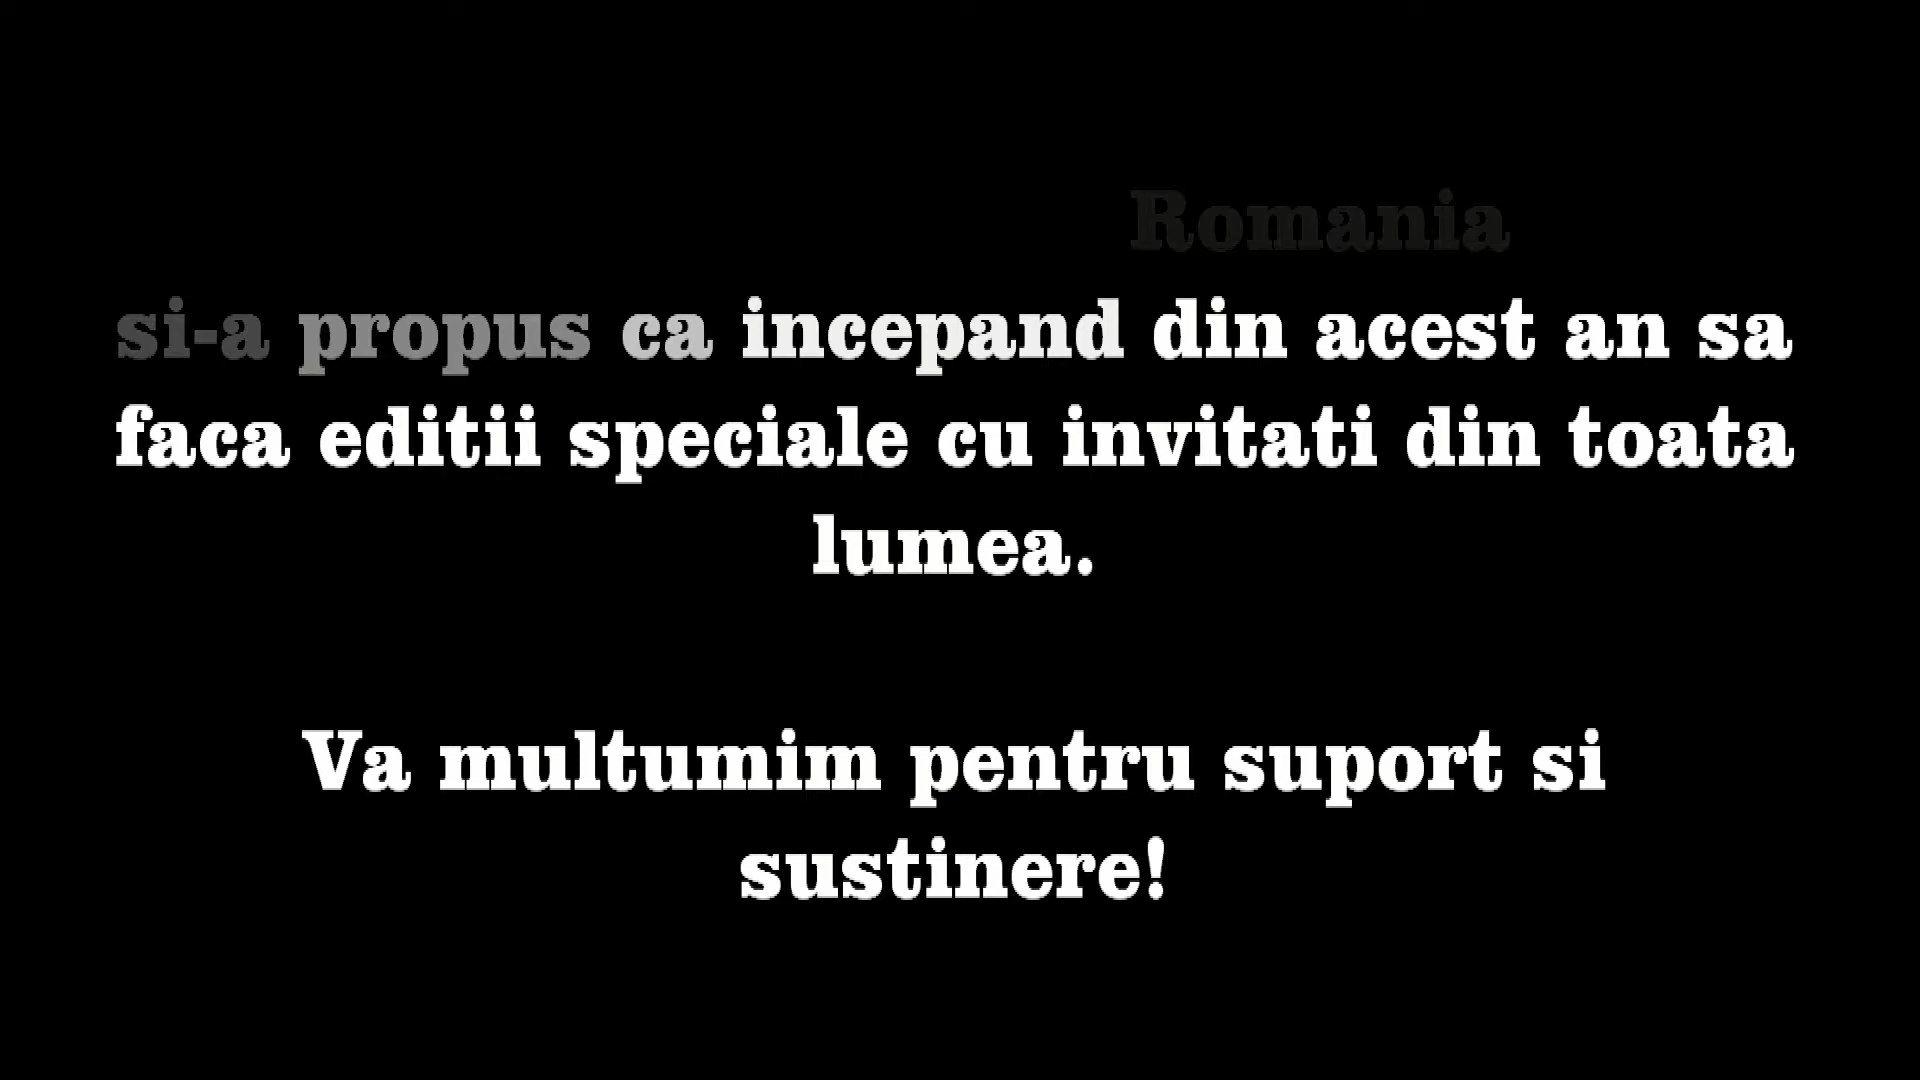 Romania
si-a propus ca incepand din acest an sa
faca editii speciale cu invitati din toata
lumea.
Va multumim pentru suport si
sustinere!